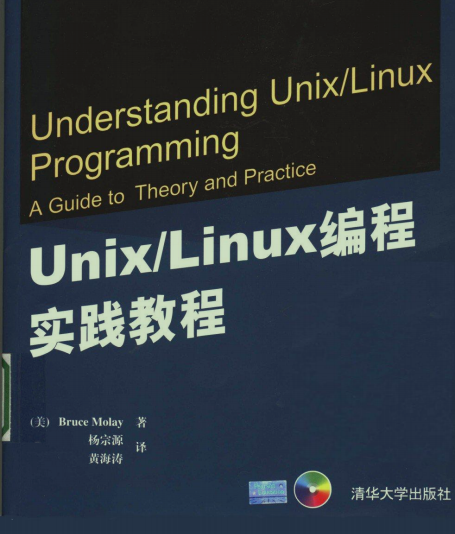 Understanding Unix/Linux
Programming
A Guide to Theory and Practice
Unix/Linux编程
实践教程
(美) Bruce Molay 著
杨宗源
黄海涛
译
清华大学出版社